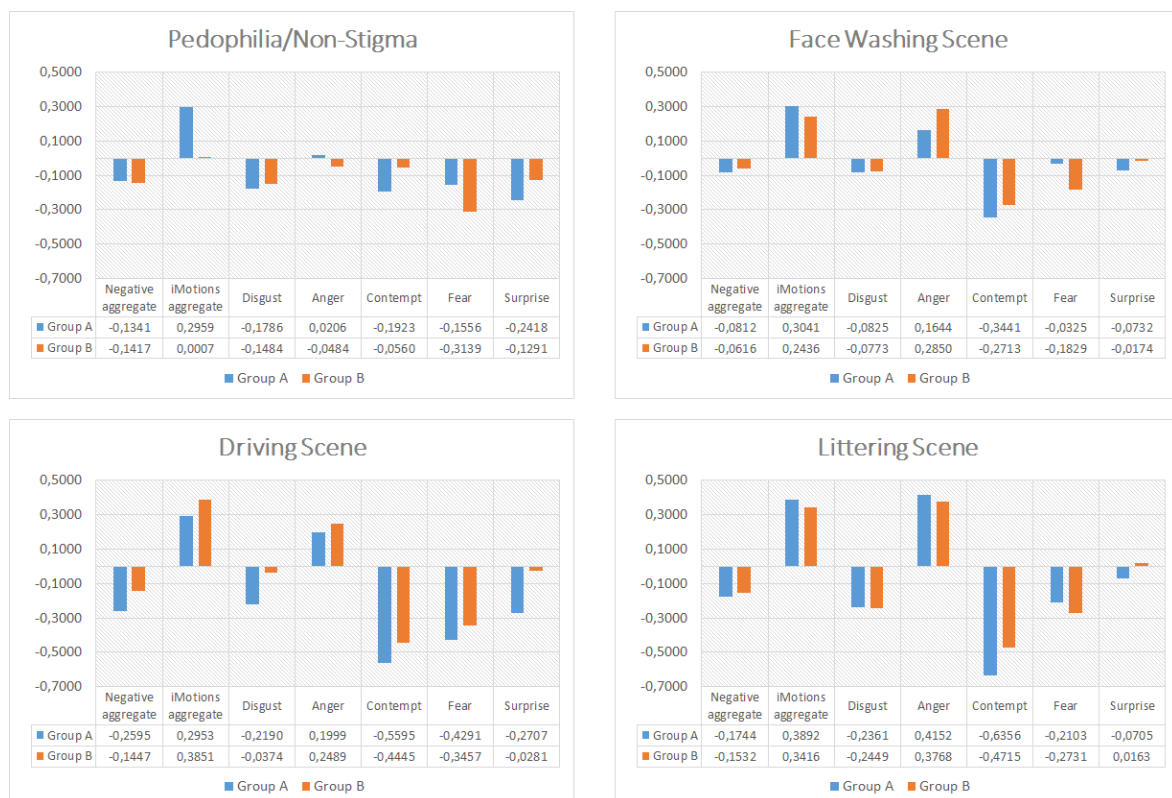 Pedophilia/Non-Stigma
0,5000
0,3000
0,1000
-0,1000
-0,3000
-0,5000
-0,7000
Negative aggregate iMotions aggregate Disgust Anger Contempt Fear Surprise
Group A -0,1341 0,2959 -0,1786 0,0206 -0,1923 -0,1556 -0,2418
Group B -0,1417 0,0007 -0,1484 -0,0484 -0,0560 -0,3139 -0,1291
Group A Group B
Face Washing Scene
0,5000
0,3000
0,1000
-0,1000
-0,3000
-0,5000
-0,7000
Negative aggregate iMotions aggregate Disgust Anger Contempt Fear Surprise
Group A -0,0812 0,3041 -0,0825 0,1644 -0,3441 -0,0325 -0,0732
Group B -0,0616 0,2436 -0,0773 0,2850 -0,2713 -0,1829 -0,0174
Group A Group B
Driving Scene
0,5000
0,3000
0,1000
-0,1000
-0,3000
-0,5000
-0,7000
Negative aggregate iMotions aggregate Disgust Anger Contempt Fear Surprise
Group A -0,2595 0,2953 -0,2190 0,1999 -0,5595 -0,4291 -0,2707
Group B -0,1447 0,3851 -0,0374 0,2489 -0,4445 -0,3457 -0,0281
Group A Group B
Littering Scene
0,5000
0,3000
0,1000
-0,1000
-0,3000
-0,5000
-0,7000
Negative aggregate iMotions aggregate Disgust Anger Contempt Fear Surprise
Group A -0,1744 0,3892 -0,2361 0,4152 -0,6356 -0,2103 -0,0705
Group B -0,1532 0,3416 -0,2449 0,3768 -0,4715 -0,2731 0,0163
Group A Group B